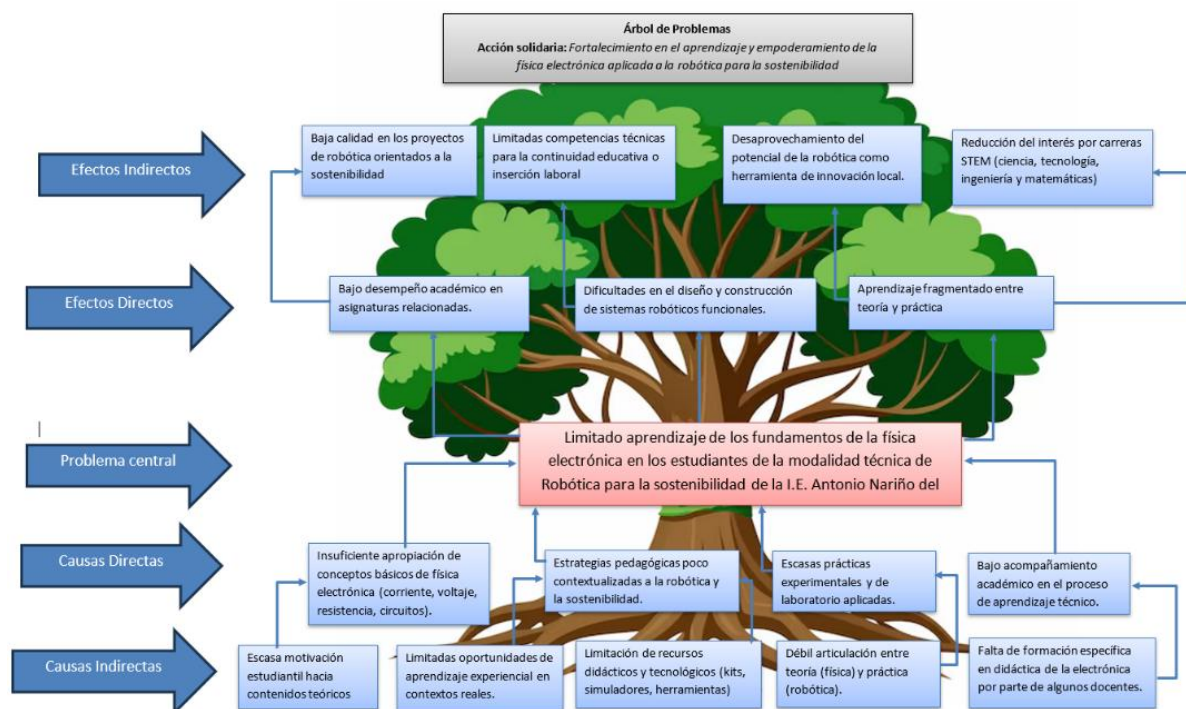 Árbol de Problemas
Acción solidaria: Fortalecimiento en el aprendizaje y empoderamiento de la
física electrónica aplicada a la robótica para la sostenibilidad
Efectos Indirectos
Baja calidad en los proyectos
de robótica orientados a la
sostenibilidad
Limitadas competencias técnicas
para la continuidad educativa o
inserción laboral
Desaprovechamiento del
potencial de la robótica como
herramienta de innovación local.
Reducción del interés por carreras
STEM (ciencia, tecnología,
ingeniería y matemáticas)
Efectos Directos
Bajo desempeño académico en
asignaturas relacionadas.
Dificultades en el diseño y construcción
de sistemas robóticos funcionales.
Aprendizaje fragmentado entre
teoría y práctica
Problema central
Limitado aprendizaje de los fundamentos de la física
electrónica en los estudiantes de la modalidad técnica de
Robótica para la sostenibilidad de la I.E. Antonio Nariño del
Causas Directas
Insuficiente apropiación de
conceptos básicos de física
electrónica (corriente, voltaje,
resistencia, circuitos).
Estrategias pedagógicas poco
contextualizadas a la robótica y
la sostenibilidad.
Escasas prácticas
experimentales y de
laboratorio aplicadas.
Bajo acompañamiento
académico en el proceso
de aprendizaje técnico.
Causas Indirectas
Escasa motivación
estudiantil hacia
contenidos teóricos
Limitadas oportunidades de
aprendizaje experiencial en
contextos reales.
Limitación de recursos
didácticos y tecnológicos (kits,
simuladores, herramientas)
Débil articulación entre
teoría (física) y práctica
(robótica).
Falta de formación específica
en didáctica de la electrónica
por parte de algunos docentes.